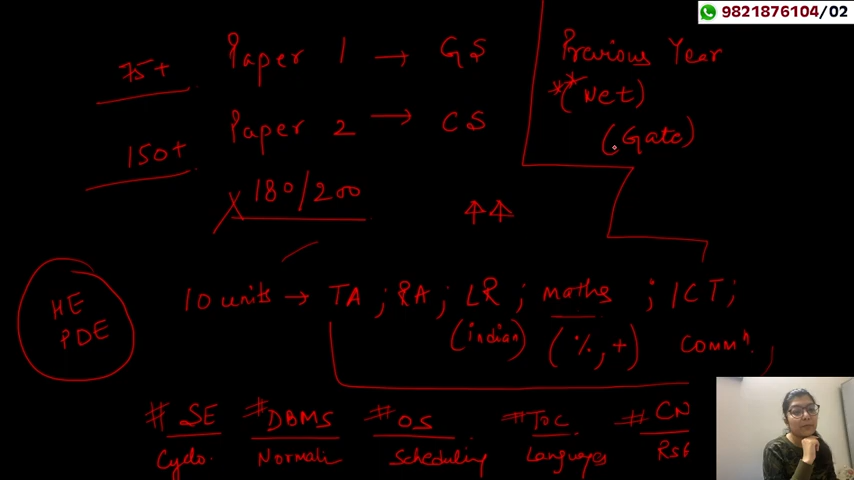 9821876104/02
75+ Paper 1 → GS
150+ Paper 2 → CS
180/200
Previous Year
**(Net)
(Gate)
10 units → TA ; RA ; LR ; maths ; ICT ;
(indian) (%, +) Commⁿ. ,
HE
PDE
# SE #DBMS #OS #TOC # CN
Cyclo. Normali Scheduling Languages